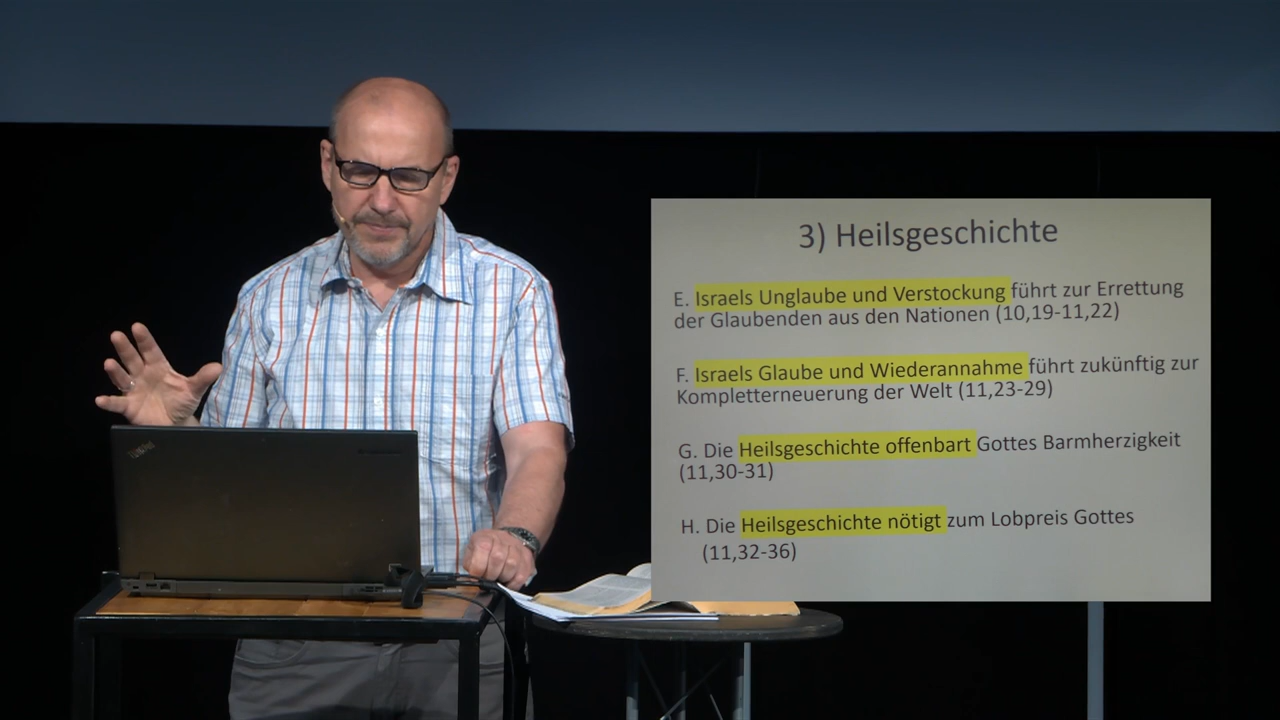 3) Heilsgeschichte
E. Israels Unglaube und Verstockung führt zur Errettung
der Glaubenden aus den Nationen (10,19-11,22)
F. Israels Glaube und Wiederannahme führt zukünftig zur
Kompletterneuerung der Welt (11,23-29)
G. Die Heilsgeschichte offenbart Gottes Barmherzigkeit
(11,30-31)
H. Die Heilsgeschichte nötigt zum Lobpreis Gottes
(11,32-36)
ThinkPad